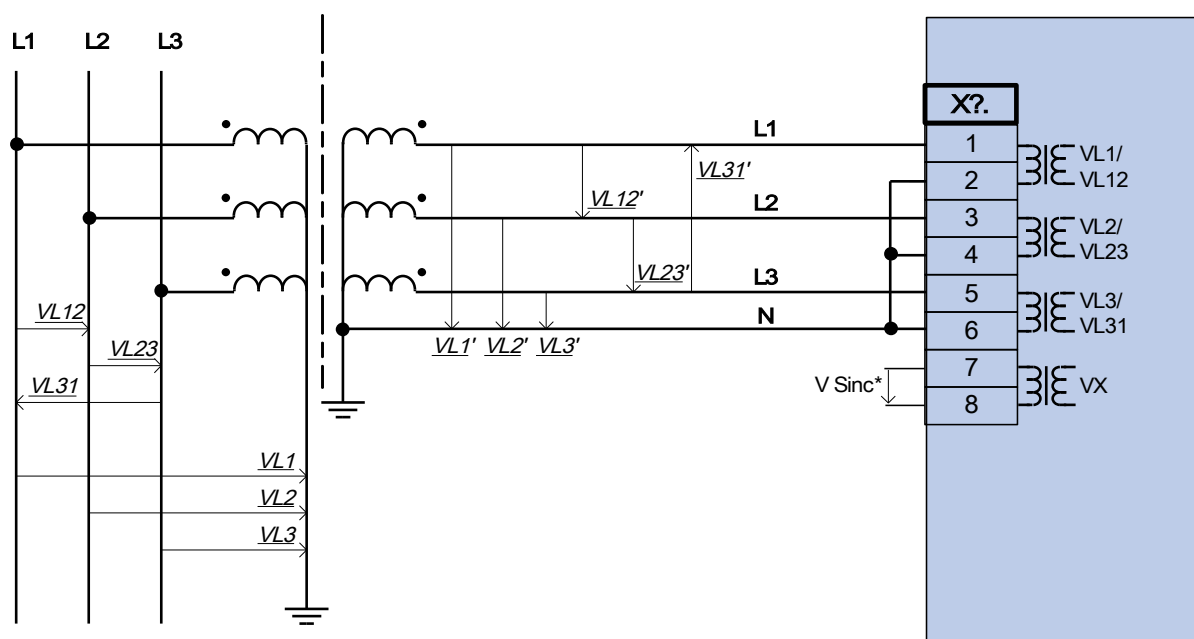 L1 L2 L3
X?.
L1
1
VL1/
VL12
VL31'
2
VL12'
L2
3
VL2/
VL23
4
VL23'
L3
5
VL3/
VL31
6
VL12
N
VL1' VL2' VL3'
VL23
7
V Sinc*
VX
VL31
8
VL1
VL2
VL3